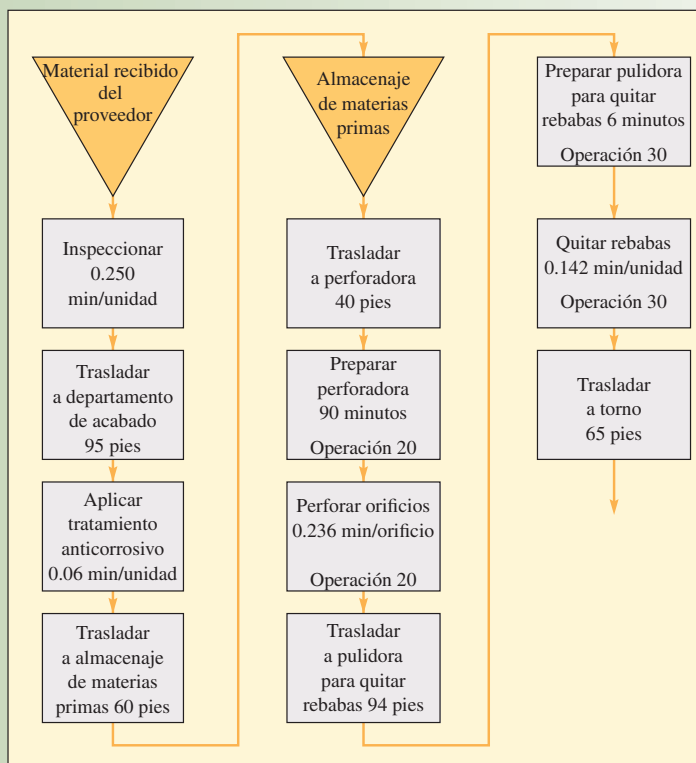 Material recibido
del
proveedor
Inspeccionar
0.250
min/unidad
Trasladar
a departamento
de acabado
95 pies
Aplicar
tratamiento
anticorrosivo
0.06 min/unidad
Trasladar
a almacenaje
de materias
primas 60 pies
Almacenaje
de materias
primas
Trasladar
a perforadora
40 pies
Preparar
perforadora
90 minutos
Operación 20
Perforar orificios
0.236 min/orificio
Operación 20
Trasladar
a pulidora
para quitar
rebabas 94 pies
Preparar pulidora
para quitar
rebabas 6 minutos
Operación 30
Quitar rebabas
0.142 min/unidad
Operación 30
Trasladar
a torno
65 pies